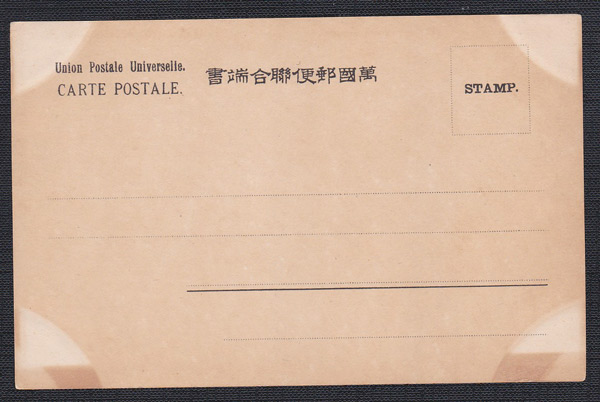 Union Postale Universelle.
CARTE POSTALE.
萬國郵便聯合端書
STAMP.